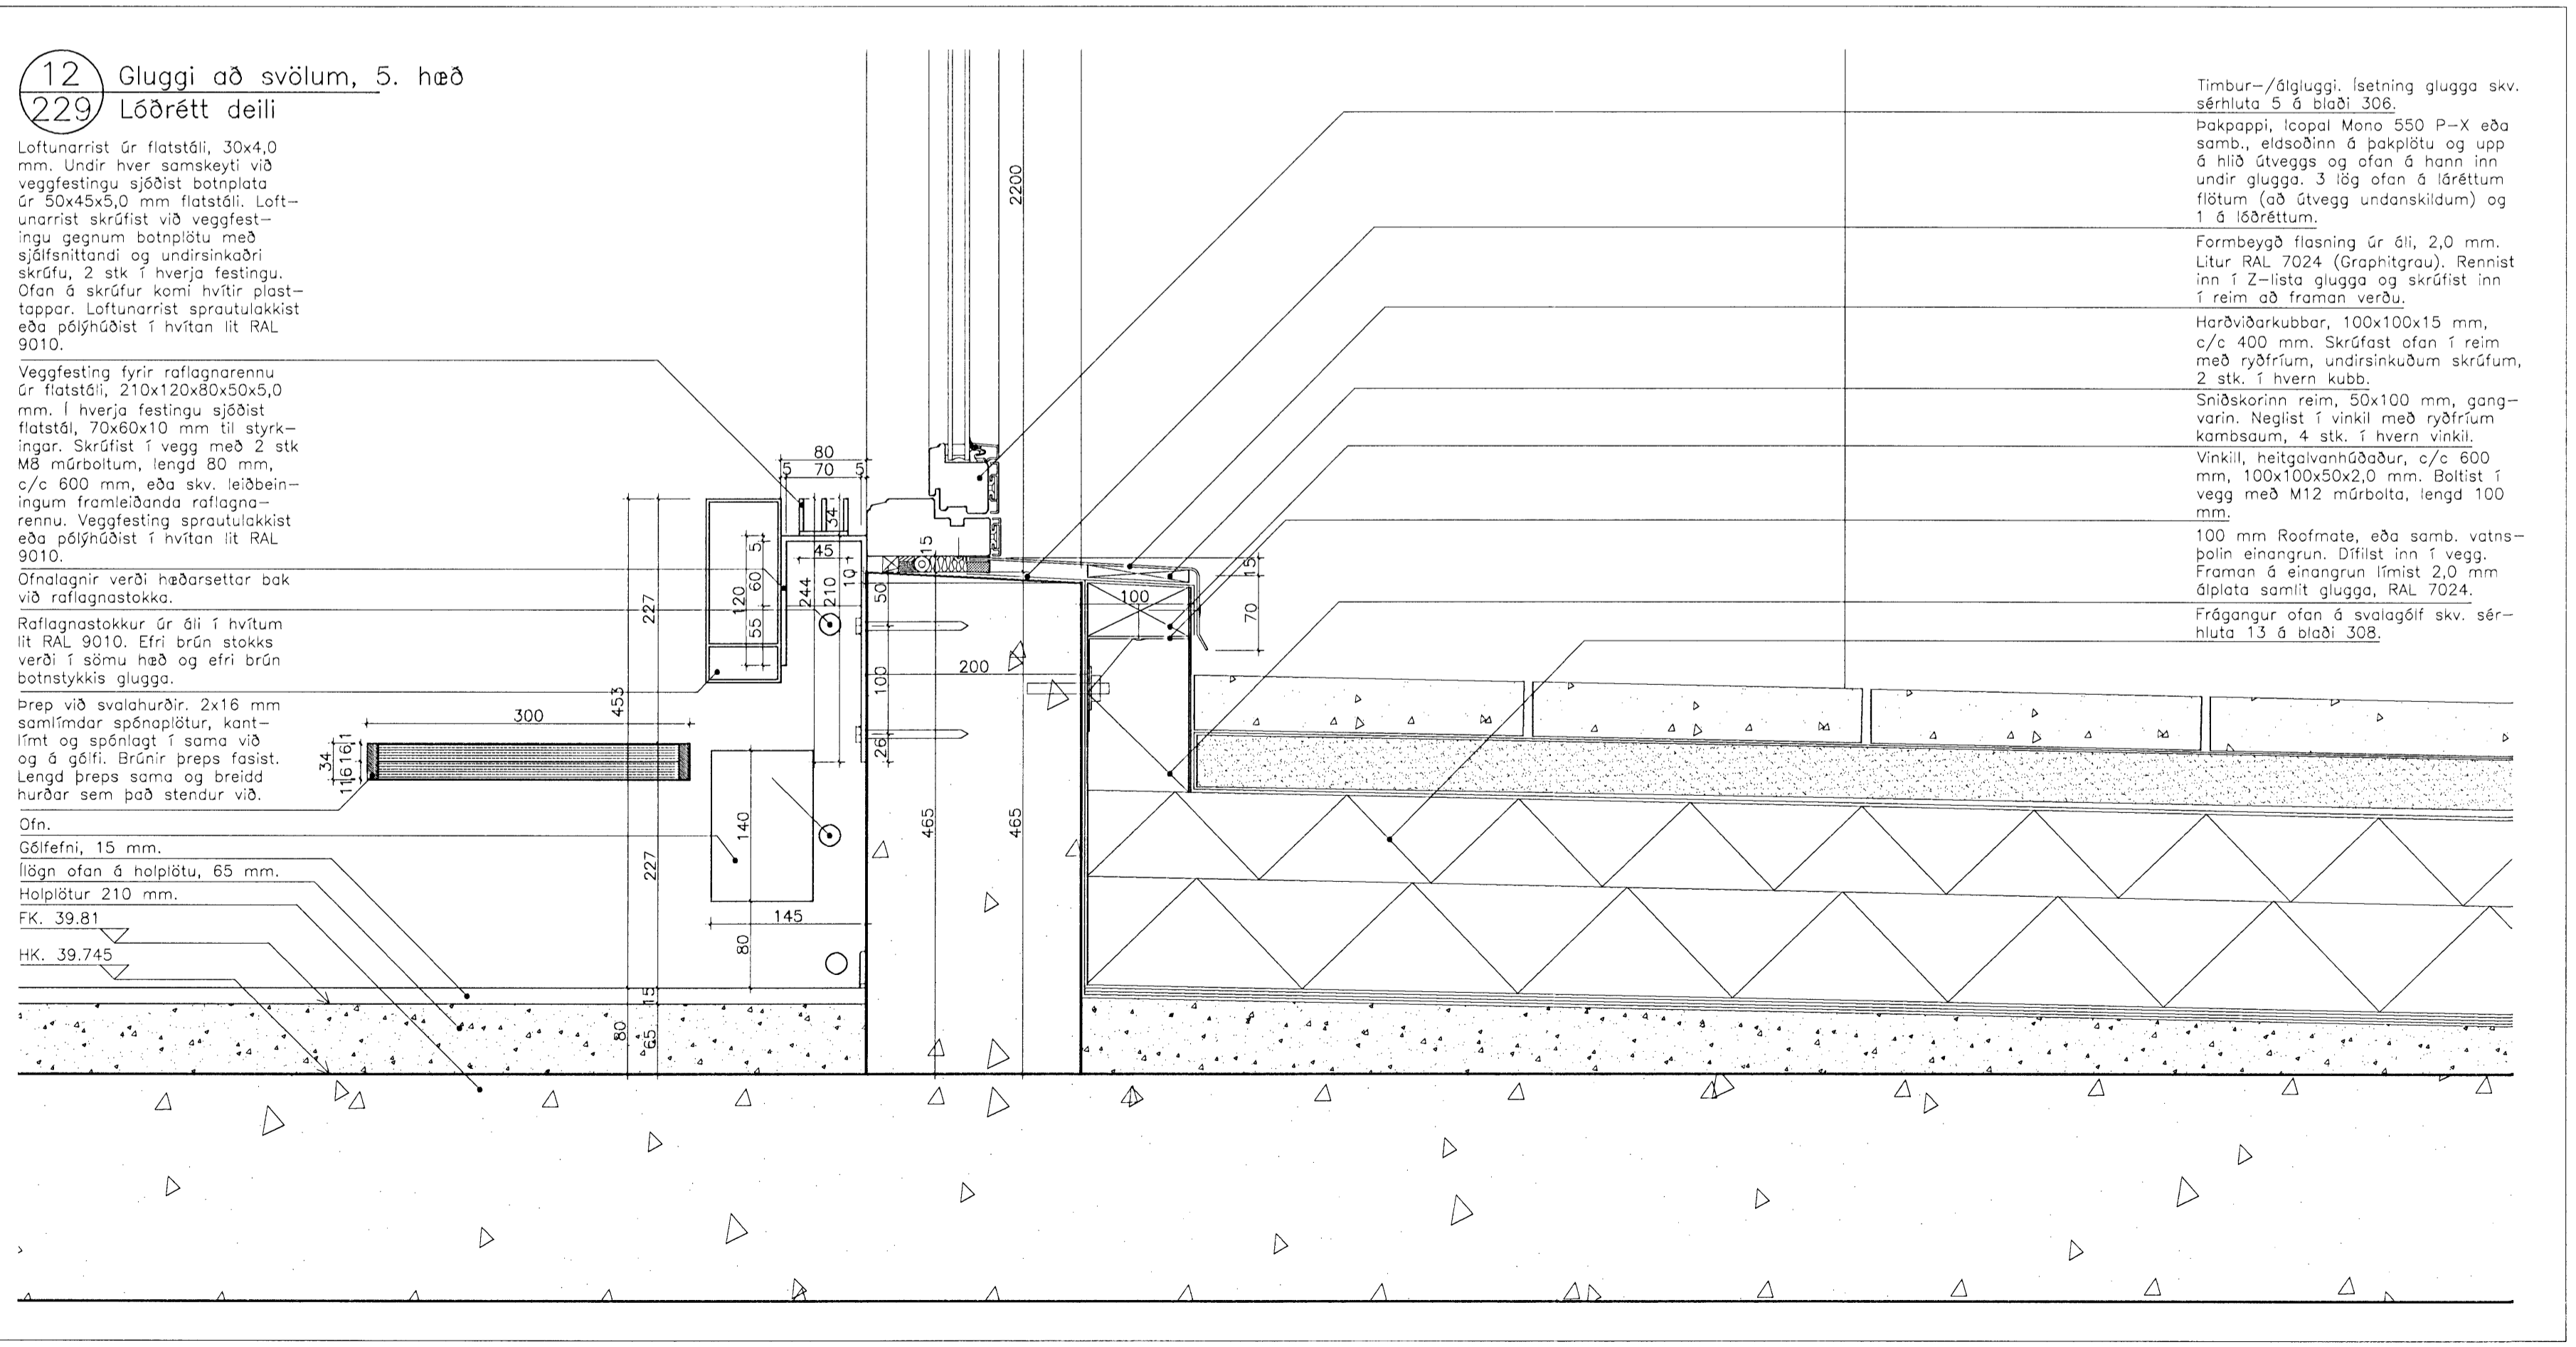 12
229
Gluggi að svölum, 5. hæð
Lóðrétt deili
Loftunarrist úr flatstáli, 30x4,0
mm. Undir hver samskeyti við
veggfestingu sjóðist botnplata
úr 50x45x5,0 mm flatstáli. Loft-
unarrist skrúfist við veggfest-
ingu gegnum botnplötu með
sjálfsnittandi og undirsinkaðri
skrúfu, 2 stk í hverja festingu.
Ofan á skrúfur komi hvítir plast-
tappar. Loftunarrist sprautulakkist
eða pólýhúðist í hvítan lit RAL
9010.
Veggfesting fyrir raflagnarennu
úr flatstáli, 210x120x80x50x5,0
mm. Í hverja festingu sjóðist
flatstál, 70x60x10 mm til styrk-
ingar. Skrúfist í vegg með 2 stk
M8 múrboltum, lengd 80 mm,
c/c 600 mm, eða skv. leiðbein-
ingum framleiðanda raflagna-
rennu. Veggfesting sprautulakkist
eða pólýhúðist í hvítan lit RAL
9010.
Ofnalagnir verði hæðarsettar bak
við raflagnastokka.
Raflagnastokkur úr áli í hvítum
lit RAL 9010. Efri brún stokks
verði í sömu hæð og efri brún
botnstykkis glugga.
Þrep við svalahurðir. 2x16 mm
samlímdar spónaplötur, kant-
límt og spónlagt í sama við
og á gólfi. Brúnir þreps fasist.
Lengd þreps sama og breidd
hurðar sem það stendur við.
Ofn.
Gólfefni, 15 mm.
Ílögn ofan á holplötu, 65 mm.
Holplötur 210 mm.
FK. 39.81
HK. 39.745
2200
80
5 70 5
34
45
15
5
60
120
55
244
210
10
50
100
26
227
453
227
300
34
1 16 16 1
140
145
80
15
65
80
465
465
200
100
15
70
Timbur-/álgluggi. Ísetning glugga skv.
sérhluta 5 á blaði 306.
Þakpappi, Icopal Mono 550 P-X eða
samb., eldsoðinn á þakplötu og upp
á hlið útveggs og ofan á hann inn
undir glugga. 3 lög ofan á láréttum
flötum (að útvegg undanskildum) og
1 á lóðréttum.
Formbeygð flasning úr áli, 2,0 mm.
Litur RAL 7024 (Graphitgrau). Rennist
inn í Z-lista glugga og skrúfist inn
í reim að framan verðu.
Harðviðarkubbar, 100x100x15 mm,
c/c 400 mm. Skrúfast ofan í reim
með ryðfríum, undirsinkuðum skrúfum,
2 stk. í hvern kubb.
Sniðskorinn reim, 50x100 mm, gang-
varin. Neglist í vinkil með ryðfríum
kambsaum, 4 stk. í hvern vinkil.
Vinkill, heitgalvanhúðaður, c/c 600
mm, 100x100x50x2,0 mm. Boltist í
vegg með M12 múrbolta, lengd 100
mm.
100 mm Roofmate, eða samb. vatns-
þolin einangrun. Dífilst inn í vegg.
Framan á einangrun límist 2,0 mm
álplata samlit glugga, RAL 7024.
Frágangur ofan á svalagólf skv. sér-
hluta 13 á blaði 308.